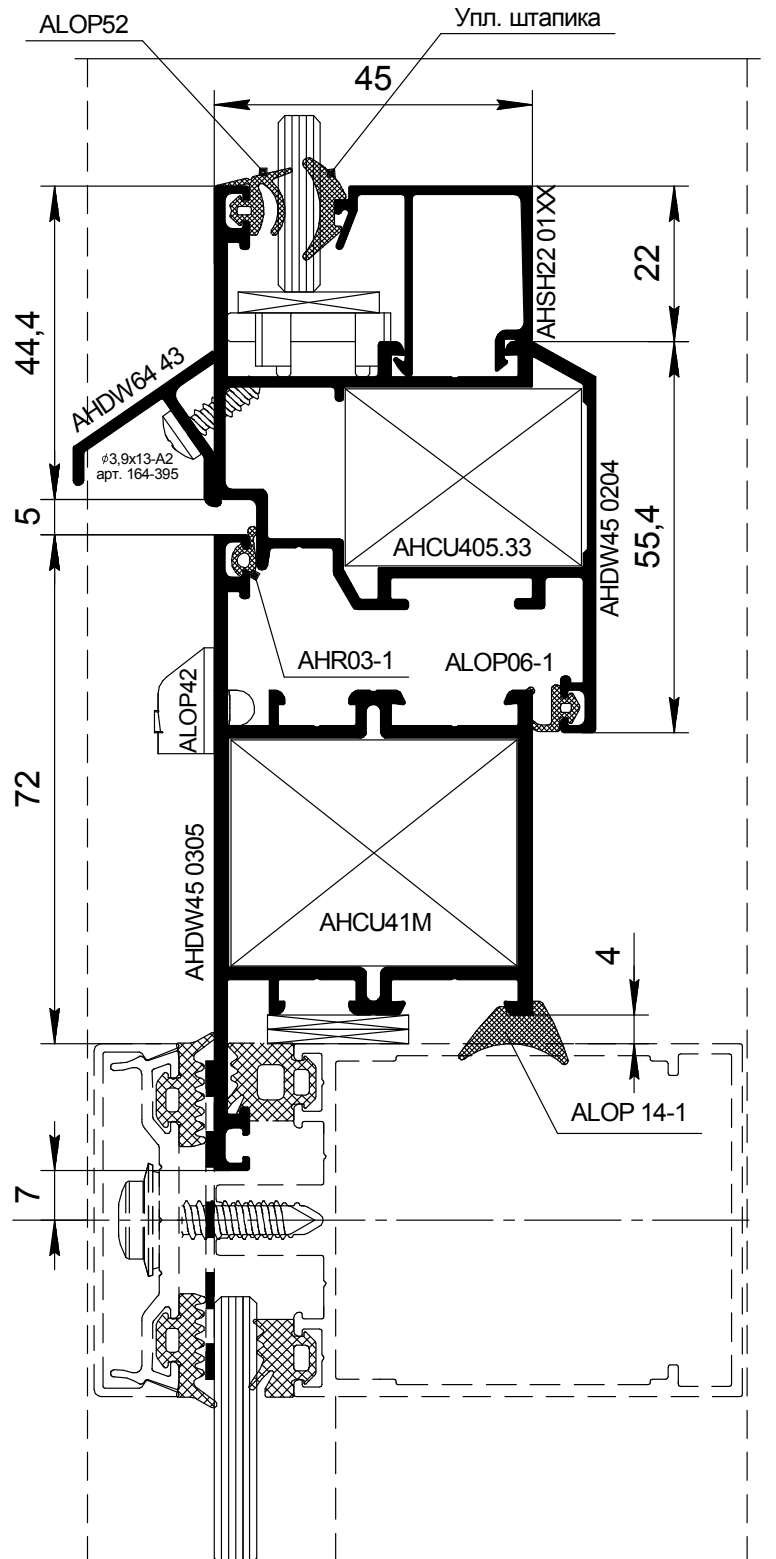 ALOP52
Упл. штапика
45
44,4
22
AHSH22 01XX
AHDW64 43
ϕ3,9x13-A2
арт. 164-395
5
AHCU405.33
AHDW45 0204
55,4
AHR03-1
ALOP06-1
ALOP42
72
AHDW45 0305
AHCU41M
4
ALOP 14-1
7